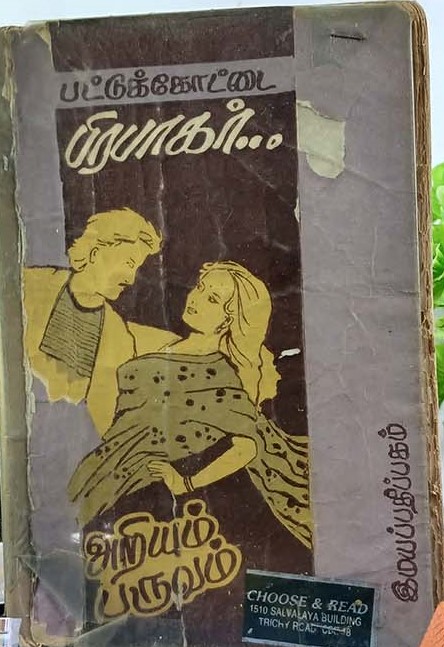 பட்டுக்கோட்டை
பிரபாகர்...
அறியும்
பருவம்
இமயப்பதிப்பகம்
CHOOSE & READ
1510 SALVALAYA BUILDING
TRICHY ROAD CBE-18